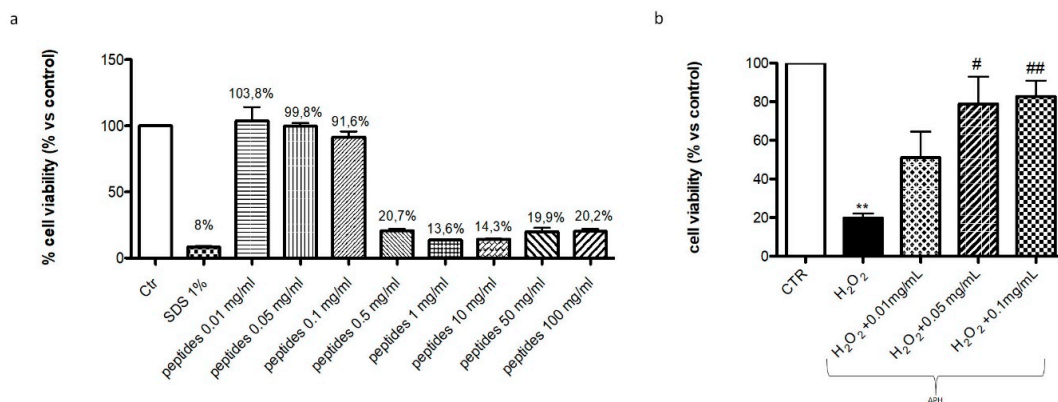 a
% cell viability (% vs control)
150
100
50
0
103,8%
99,8%
91,6%
8%
20,7%
13,6%
14,3%
19,9%
20,2%
Ctr
SDS 1%
peptides 0.01 mg/ml
peptides 0.05 mg/ml
peptides 0.1 mg/ml
peptides 0.5 mg/ml
peptides 1 mg/ml
peptides 10 mg/ml
peptides 50 mg/ml
peptides 100 mg/ml
b
cell viability (% vs control)
100
80
60
40
20
0
**
#
##
CTR
H₂O₂
H₂O₂ +0.01mg/mL
H₂O₂ +0.05 mg/mL
H₂O₂ +0.1mg/mL
APH